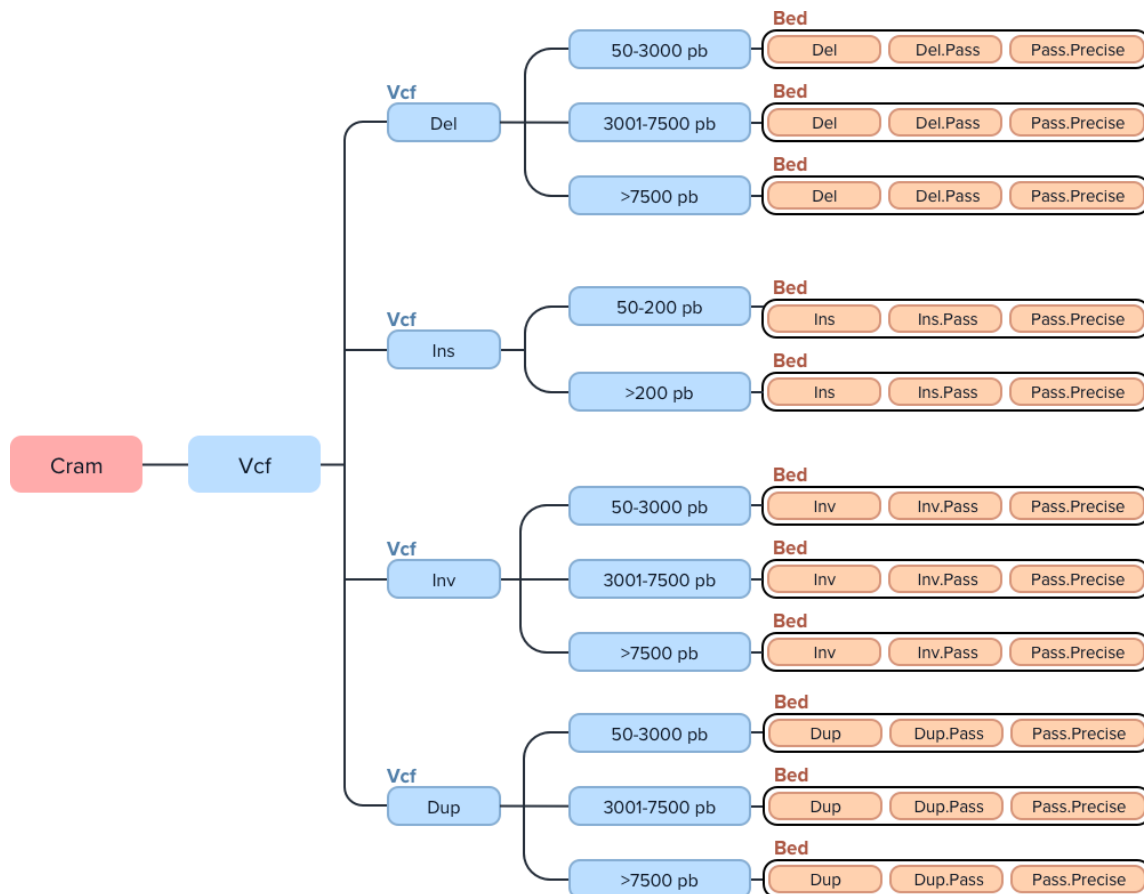 Bed
50-3000 pb
Del Del.Pass Pass.Precise
Vcf
Bed
Del
3001-7500 pb
Del Del.Pass Pass.Precise
Bed
>7500 pb
Del Del.Pass Pass.Precise
Bed
50-200 pb
Ins Ins.Pass Pass.Precise
Vcf
Ins
Bed
>200 pb
Ins Ins.Pass Pass.Precise
Cram
Vcf
Bed
50-3000 pb
Inv Inv.Pass Pass.Precise
Vcf
Bed
Inv
3001-7500 pb
Inv Inv.Pass Pass.Precise
Bed
>7500 pb
Inv Inv.Pass Pass.Precise
Bed
50-3000 pb
Dup Dup.Pass Pass.Precise
Vcf
Bed
Dup
3001-7500 pb
Dup Dup.Pass Pass.Precise
Bed
>7500 pb
Dup Dup.Pass Pass.Precise